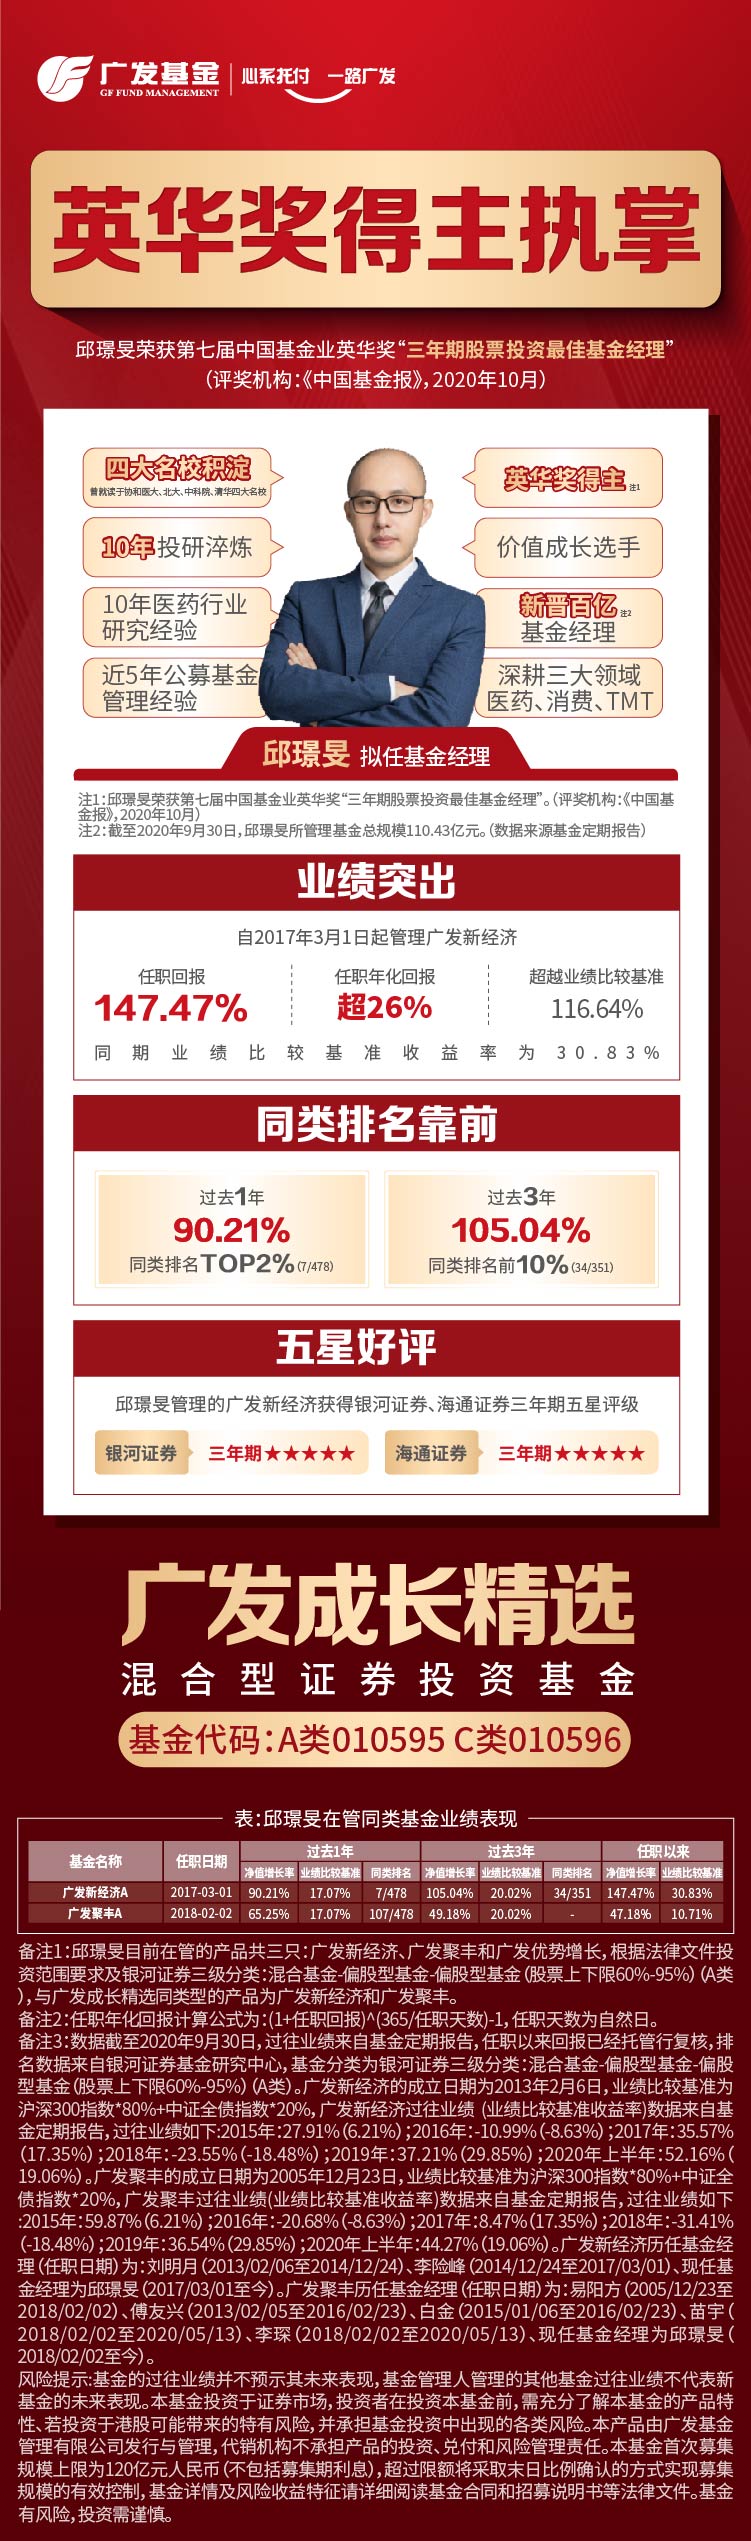 广发基金 心系托付 一路广发
GF FUND MANAGEMENT
英华奖得主执掌
邱璟旻荣获第七届中国基金业英华奖“三年期股票投资最佳基金经理”
（评奖机构：《中国基金报》，2020年10月）
四大名校积淀
曾就读于协和医大、北大、中科院、清华四大名校
英华奖得主 注1
10年投研淬炼
价值成长选手
10年医药行业
研究经验
新晋百亿 注2
基金经理
近5年公募基金
管理经验
深耕三大领域
医药、消费、TMT
邱璟旻 拟任基金经理
注1：邱璟旻荣获第七届中国基金业英华奖“三年期股票投资最佳基金经理”。（评奖机构：《中国基
金报》，2020年10月）
注2：截至2020年9月30日，邱璟旻所管理基金总规模110.43亿元。（数据来源基金定期报告）
业绩突出
自2017年3月1日起管理广发新经济
任职回报 任职年化回报 超越业绩比较基准
147.47% 超26% 116.64%
同期业绩比较基准收益率为30.83%
同类排名靠前
过去1年
90.21%
同类排名TOP2%（7/478）
过去3年
105.04%
同类排名前10%（34/351）
五星好评
邱璟旻管理的广发新经济获得银河证券、海通证券三年期五星评级
银河证券 三年期★★★★★ 海通证券 三年期★★★★★
广发成长精选
混合型证券投资基金
基金代码：A类010595 C类010596
表：邱璟旻在管同类基金业绩表现
基金名称 任职日期 过去1年 过去3年 任职以来
净值增长率 业绩比较基准 同类排名 净值增长率 业绩比较基准 同类排名 净值增长率 业绩比较基准
广发新经济A 2017-03-01 90.21% 17.07% 7/478 105.04% 20.02% 34/351 147.47% 30.83%
广发聚丰A 2018-02-02 65.25% 17.07% 107/478 49.18% 20.02% - 47.18% 10.71%
备注1：邱璟旻目前在管的产品共三只：广发新经济、广发聚丰和广发优势增长，根据法律文件投
资范围要求及银河证券三级分类：混合基金-偏股型基金-偏股型基金（股票上下限60%-95%）（A类
），与广发成长精选同类型的产品为广发新经济和广发聚丰。
备注2：任职年化回报计算公式为：(1+任职回报)^(365/任职天数)-1，任职天数为自然日。
备注3：数据截至2020年9月30日，过往业绩来自基金定期报告，任职以来回报已经托管行复核，排
名数据来自银河证券基金研究中心，基金分类为银河证券三级分类：混合基金-偏股型基金-偏股
型基金（股票上下限60%-95%）（A类）。广发新经济的成立日期为2013年2月6日，业绩比较基准为
沪深300指数*80%+中证全债指数*20%，广发新经济过往业绩 (业绩比较基准收益率)数据来自基
金定期报告，过往业绩如下:2015年：27.91%（6.21%）；2016年：-10.99%（-8.63%）；2017年：35.57%
（17.35%）；2018年：-23.55%（-18.48%）；2019年：37.21%（29.85%）；2020年上半年：52.16%（
19.06%）。广发聚丰的成立日期为2005年12月23日，业绩比较基准为沪深300指数*80%+中证全
债指数*20%，广发聚丰过往业绩(业绩比较基准收益率)数据来自基金定期报告，过往业绩如下
:2015年：59.87%（6.21%）；2016年：-20.68%（-8.63%）；2017年：8.47%（17.35%）；2018年：-31.41%
（-18.48%）；2019年：36.54%（29.85%）；2020年上半年：44.27%（19.06%）。广发新经济历任基金经
理（任职日期）为：刘明月（2013/02/06至2014/12/24）、李险峰（2014/12/24至2017/03/01）、现任基
金经理为邱璟旻（2017/03/01至今）。广发聚丰历任基金经理（任职日期）为：易阳方（2005/12/23至
2018/02/02）、傅友兴（2013/02/05至2016/02/23）、白金（2015/01/06至2016/02/23）、苗宇（
2018/02/02至2020/05/13）、李琛（2018/02/02至2020/05/13）、现任基金经理为邱璟旻（
2018/02/02至今）。
风险提示:基金的过往业绩并不预示其未来表现，基金管理人管理的其他基金过往业绩不代表新
基金的未来表现。本基金投资于证券市场，投资者在投资本基金前，需充分了解本基金的产品特
性、若投资于港股可能带来的特有风险，并承担基金投资中出现的各类风险。本产品由广发基金
管理有限公司发行与管理，代销机构不承担产品的投资、兑付和风险管理责任。本基金首次募集
规模上限为120亿元人民币（不包括募集期利息），超过限额将采取末日比例确认的方式实现募集
规模的有效控制，基金详情及风险收益特征请详细阅读基金合同和招募说明书等法律文件。基金
有风险，投资需谨慎。